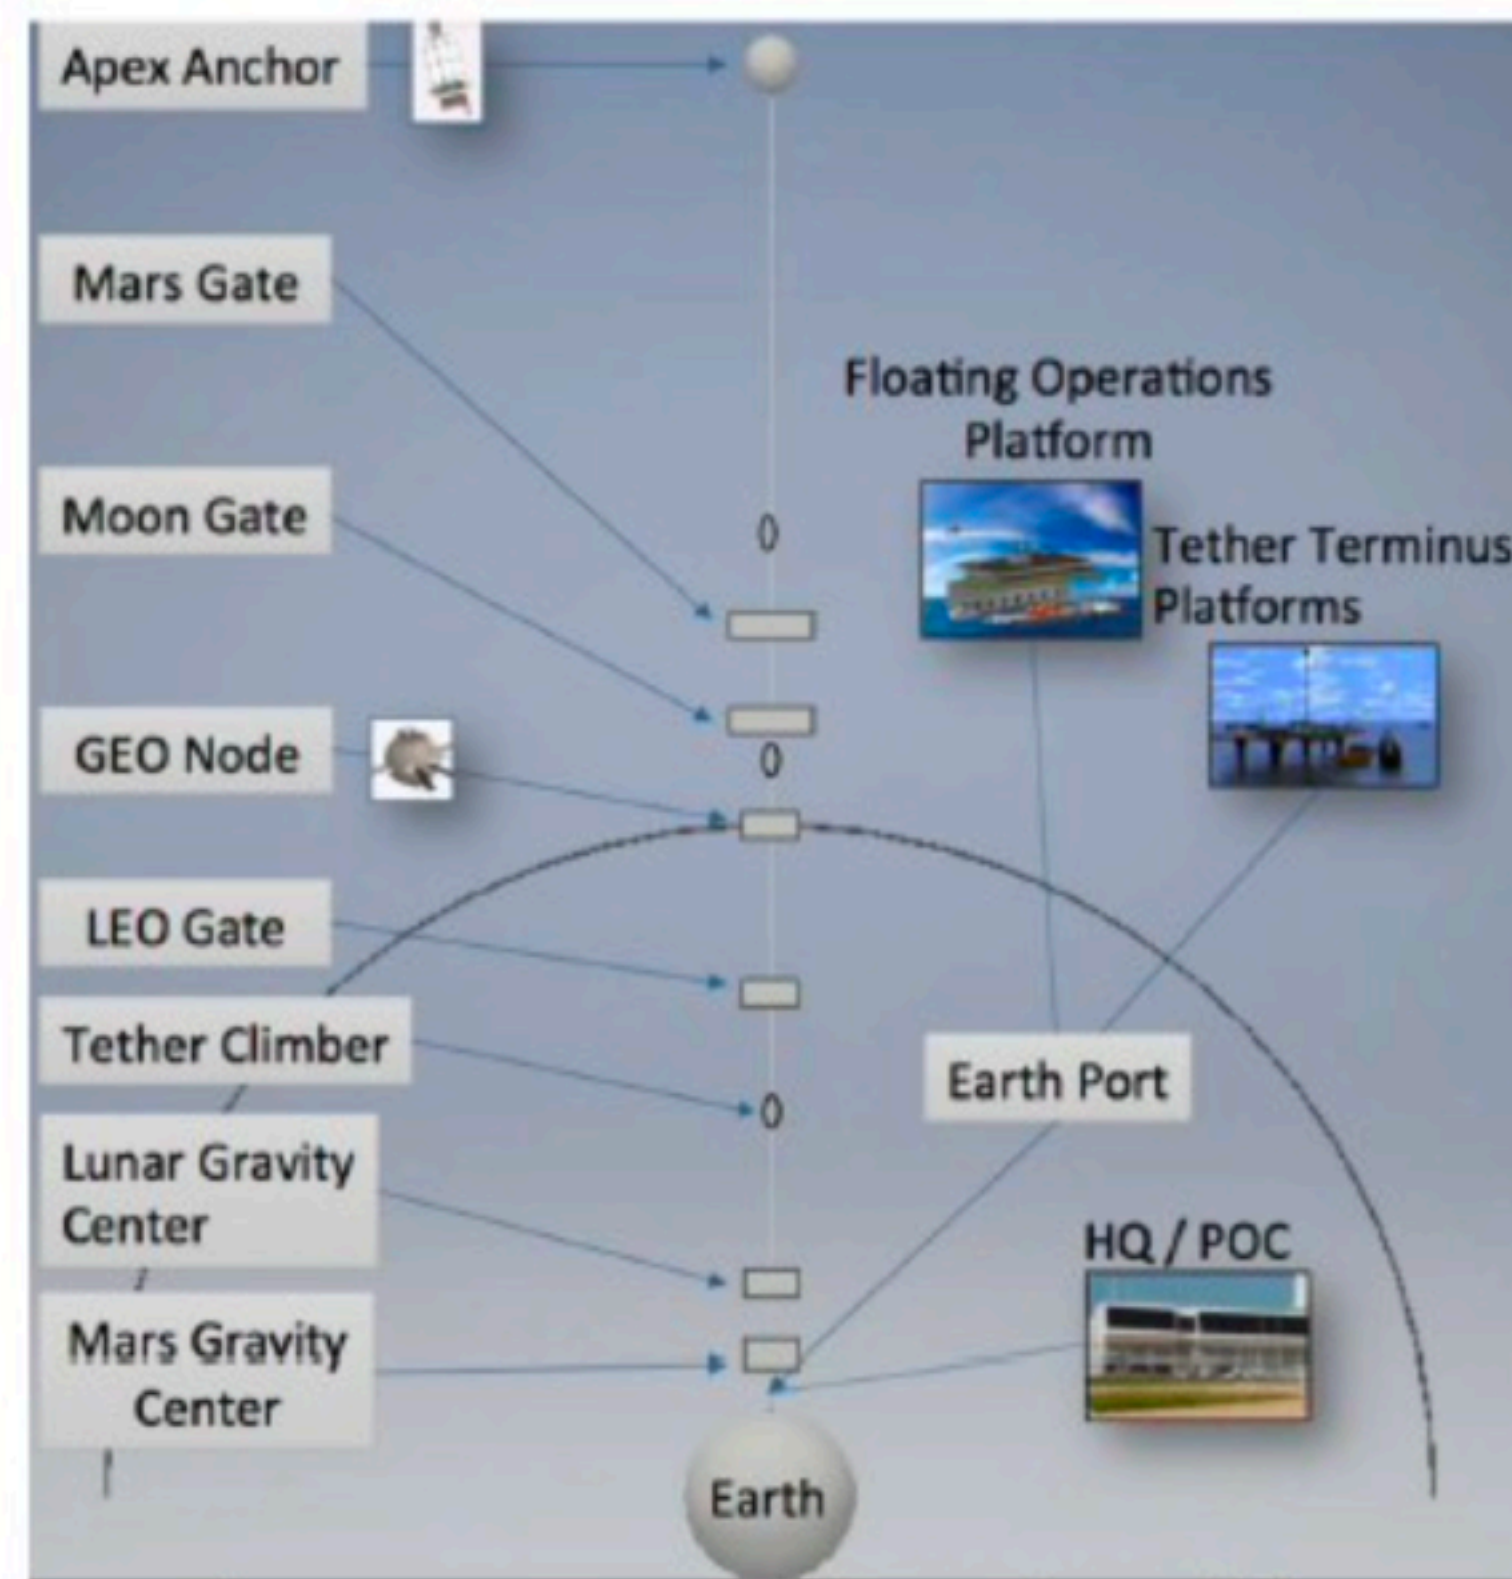 Apex Anchor
Mars Gate
Moon Gate
GEO Node
LEO Gate
Tether Climber
Lunar Gravity
Center
Mars Gravity
Center
Floating Operations
Platform
Tether Terminus
Platforms
Earth Port
HQ / POC
Earth